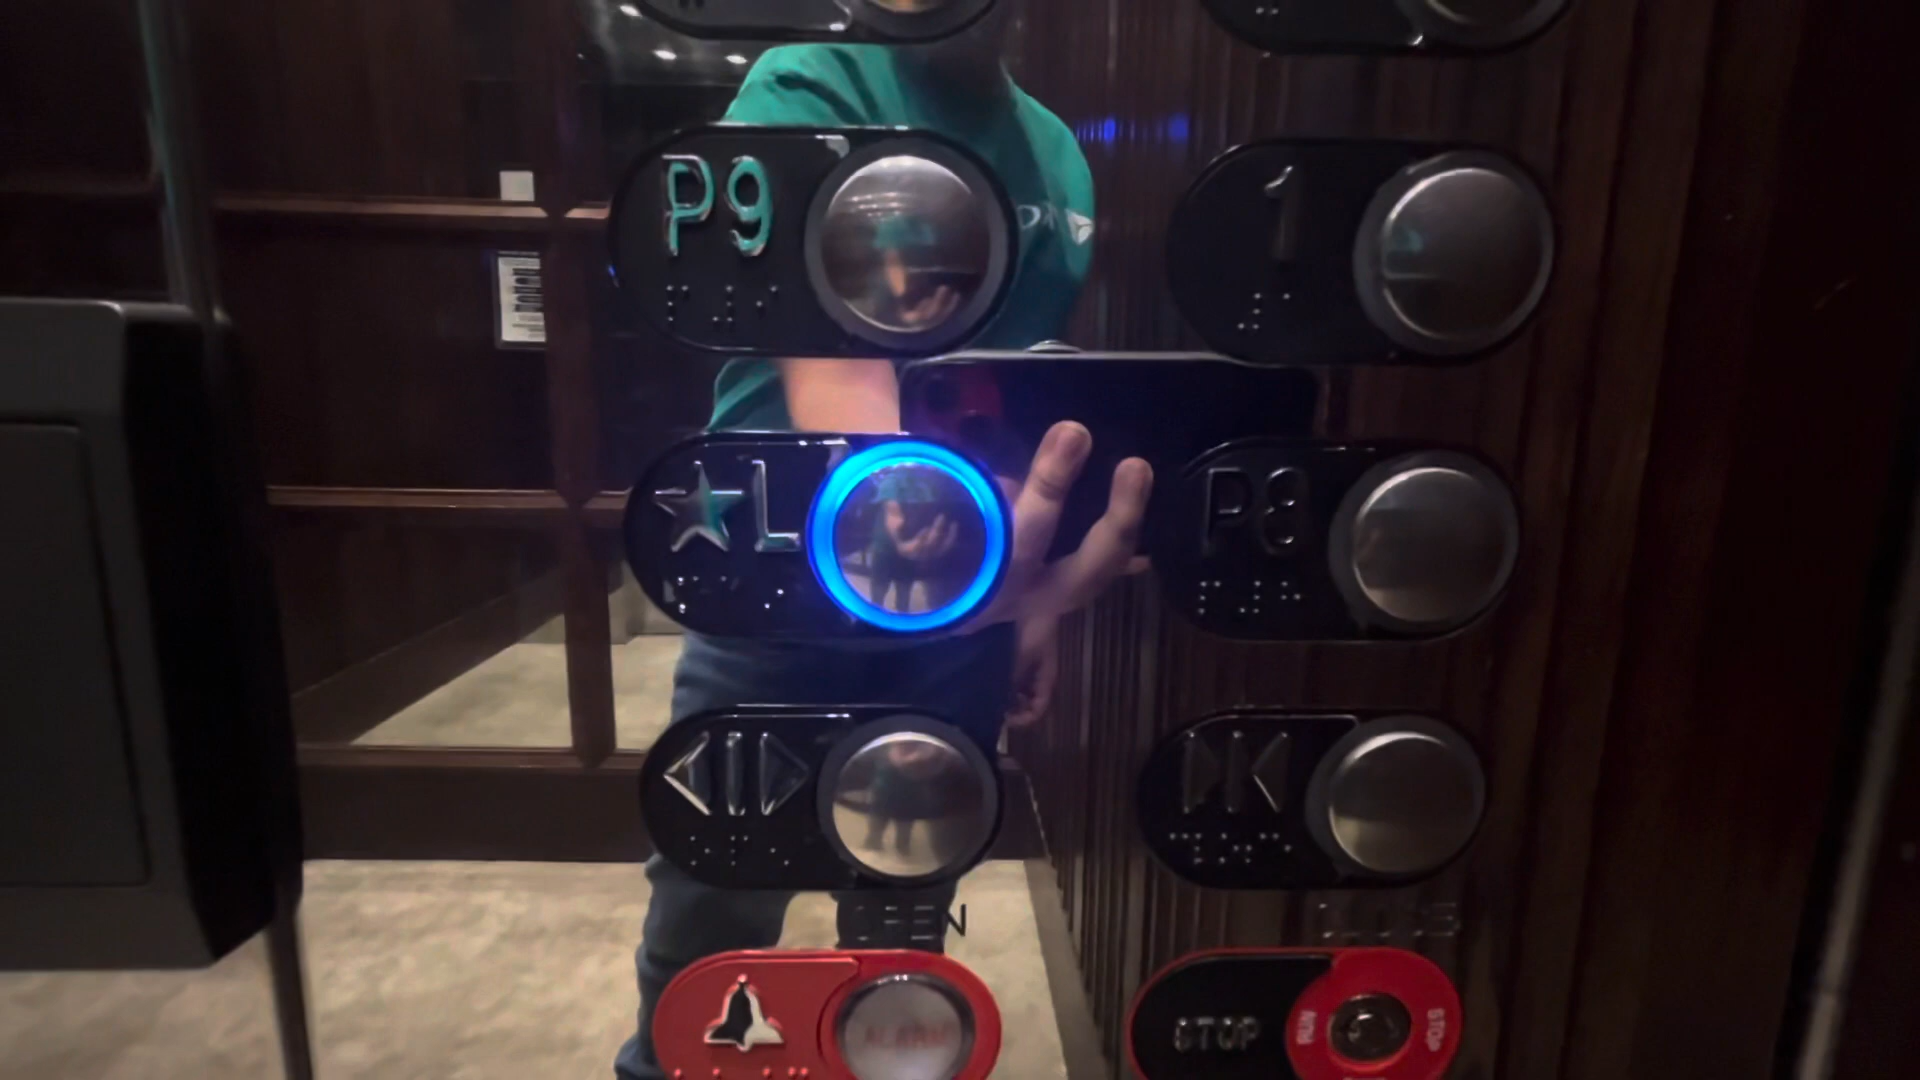 P9
1
★L
P8
OPEN
CLOSE
ALARM
STOP
RUN
STOP